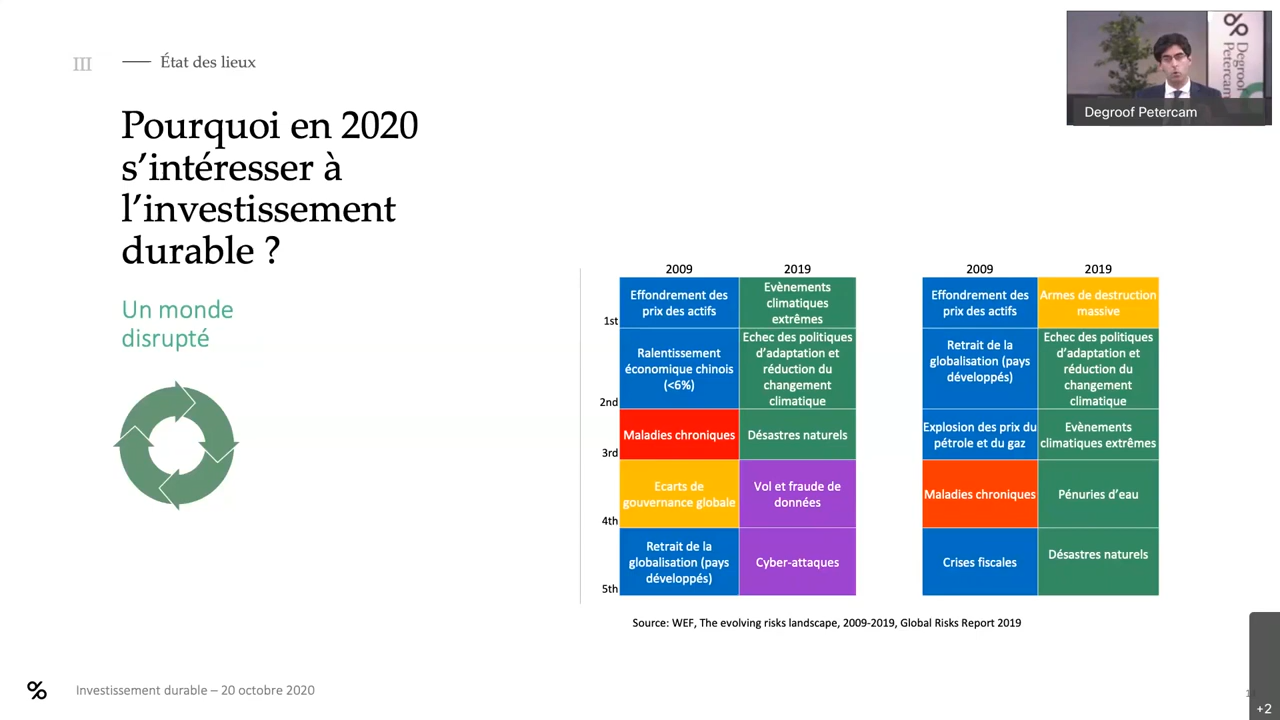 III
État des lieux
Pourquoi en 2020
s’intéresser à
l’investissement
durable ?
Un monde
disrupté
Degroof
Petercam
Degroof Petercam
2009
2019
1st
Effondrement des
prix des actifs
Evènements
climatiques
extrêmes
2nd
Ralentissement
économique chinois
(<6%)
Echec des politiques
d’adaptation et
réduction du
changement
climatique
3rd
Maladies chroniques
Désastres naturels
4th
Ecarts de
gouvernance globale
Vol et fraude de
données
5th
Retrait de la
globalisation (pays
développés)
Cyber-attaques
2009
2019
Effondrement des
prix des actifs
Armes de destruction
massive
Retrait de la
globalisation (pays
développés)
Echec des politiques
d’adaptation et
réduction du
changement
climatique
Explosion des prix du
pétrole et du gaz
Evènements
climatiques extrêmes
Maladies chroniques
Pénuries d’eau
Crises fiscales
Désastres naturels
Source: WEF, The evolving risks landscape, 2009-2019, Global Risks Report 2019
Investissement durable – 20 octobre 2020
+2